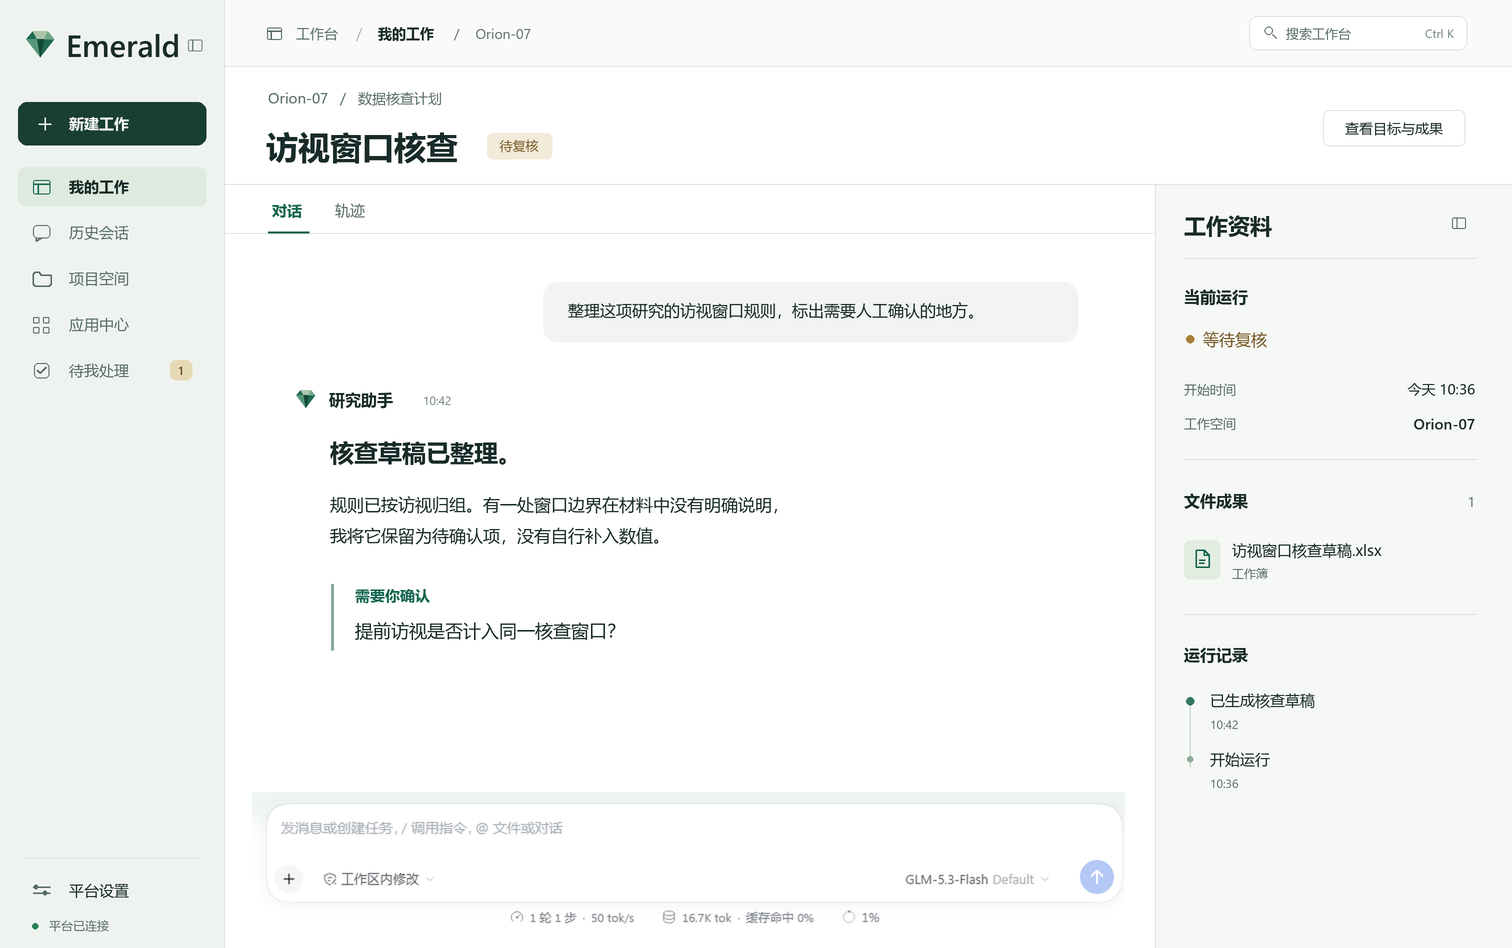 Emerald
新建工作
我的工作
历史会话
项目空间
应用中心
待我处理 1
平台设置
平台已连接
工作台 / 我的工作 / Orion-07
搜索工作台 Ctrl K
Orion-07 / 数据核查计划
访视窗口核查 待复核
查看目标与成果
对话 轨迹
整理这项研究的访视窗口规则，标出需要人工确认的地方。
研究助手 10:42
核查草稿已整理。
规则已按访视归组。有一处窗口边界在材料中没有明确说明，
我将它保留为待确认项，没有自行补入数值。
需要你确认
提前访视是否计入同一核查窗口？
发消息或创建任务, / 调用指令, @ 文件或对话
工作区内修改
GLM-5.3-Flash Default
1 轮 1 步 · 50 tok/s 16.7K tok · 缓存命中 0% 1%
工作资料
当前运行
等待复核
开始时间 今天 10:36
工作空间 Orion-07
文件成果 1
访视窗口核查草稿.xlsx
工作簿
运行记录
已生成核查草稿
10:42
开始运行
10:36